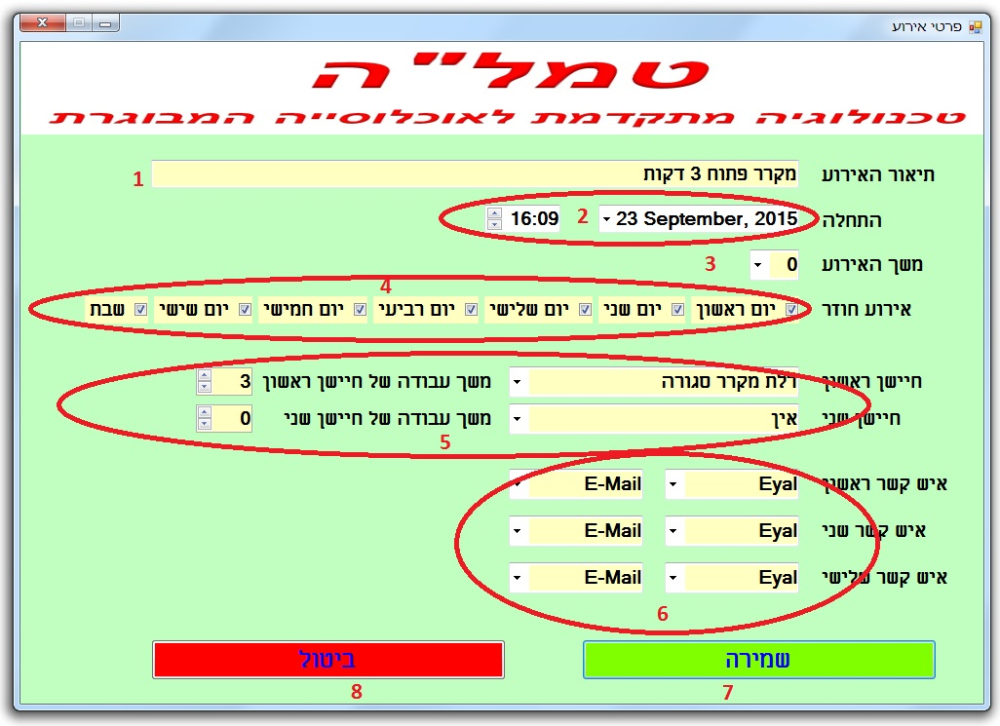 פרטי אירוע
טמל״ה
טכנולוגיה מתקדמת לאוכלוסייה המבוגרת
תיאור האירוע מקרר פתוח 3 דקות 1
התחלה 23 September, 2015 2 16:09
משך האירוע 0 3
4
אירוע חוזר יום ראשון יום שני יום שלישי יום רביעי יום חמישי יום שישי שבת
חיישן ראשון דלת מקרר סגורה משך עבודה של חיישן ראשון 3
חיישן שני אין משך עבודה של חיישן שני 0
5
6
איש קשר ראשון Eyal E-Mail
איש קשר שני Eyal E-Mail
איש קשר שלישי Eyal E-Mail
שמירה ביטול
7 8